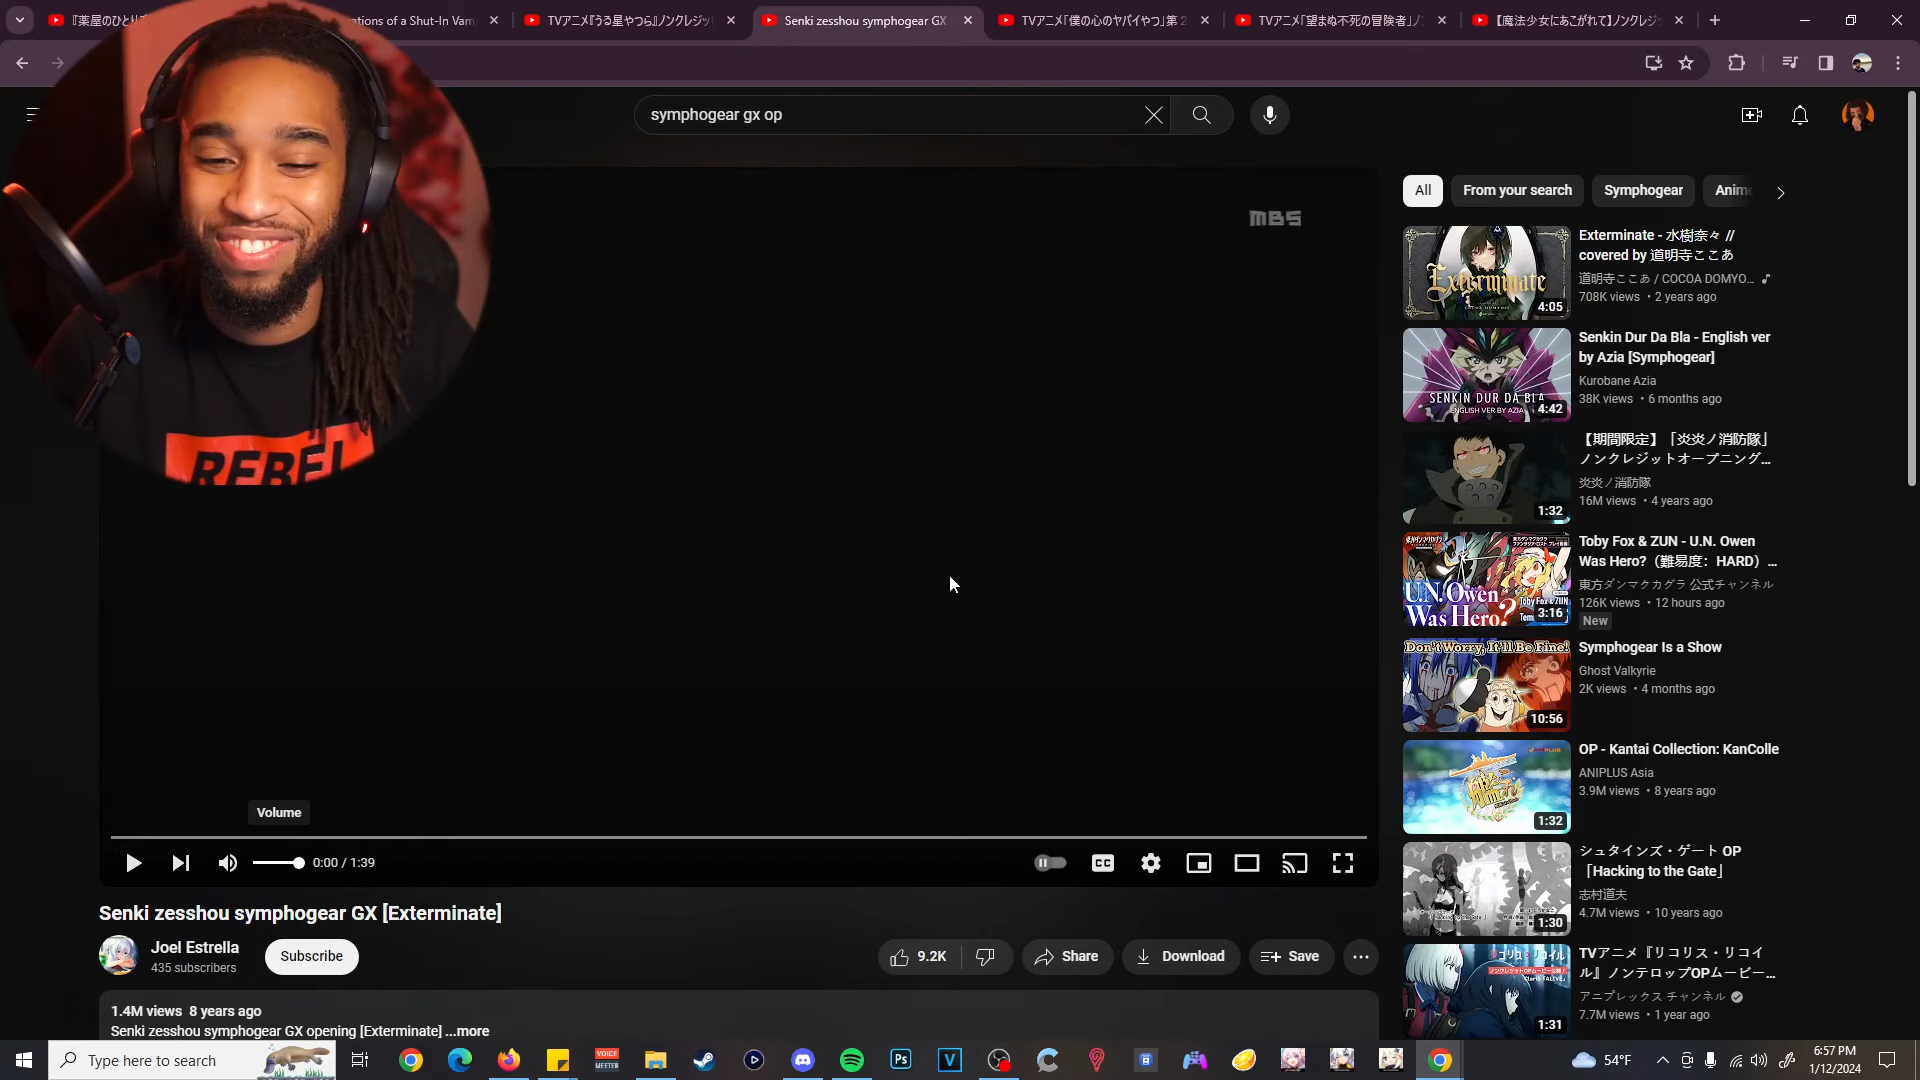 『薬屋のひとり
ations of a Shut-In Vam
TVアニメ『うる星やつら』ノンクレジッ
Senki zesshou symphogear GX
TVアニメ「僕の心のヤバイやつ」第 2
TVアニメ「望まぬ不死の冒険者」ノ
【魔法少女にあこがれて】ノンクレジ
symphogear gx op
MBS
REBEL
All
From your search
Symphogear
Anime
Exterminate
4:05
Exterminate - 水樹奈々 //
covered by 道明寺ここあ
道明寺ここあ / COCOA DOMYO...
708K views • 2 years ago
SENKIN DUR DA BLA
ENGLISH VER BY AZIA
4:42
Senkin Dur Da Bla - English ver
by Azia [Symphogear]
Kurobane Azia
38K views • 6 months ago
1:32
【期間限定】「炎炎ノ消防隊」
ノンクレジットオープニング...
炎炎ノ消防隊
16M views • 4 years ago
U.N. Owen
Was Hero?
Toby Fox & ZUN
3:16
Toby Fox & ZUN - U.N. Owen
Was Hero?（難易度：HARD）...
東方ダンマクカグラ 公式チャンネル
126K views • 12 hours ago
New
Don't Worry, It'll Be Fine!
10:56
Symphogear Is a Show
Ghost Valkyrie
2K views • 4 months ago
1:32
OP - Kantai Collection: KanColle
ANIPLUS Asia
3.9M views • 8 years ago
1:30
シュタインズ・ゲート OP
「Hacking to the Gate」
志村道夫
4.7M views • 10 years ago
1:31
TVアニメ『リコリス・リコイ
ル』ノンテロップOPムービー...
アニプレックス チャンネル
7.7M views • 1 year ago
Volume
0:00 / 1:39
CC
Senki zesshou symphogear GX [Exterminate]
Joel Estrella
435 subscribers
Subscribe
9.2K
Share
Download
Save
1.4M views 8 years ago
Senki zesshou symphogear GX opening [Exterminate] ...more
Type here to search
VOICE
MEETER
Ps
V
54°F
6:57 PM
1/12/2024